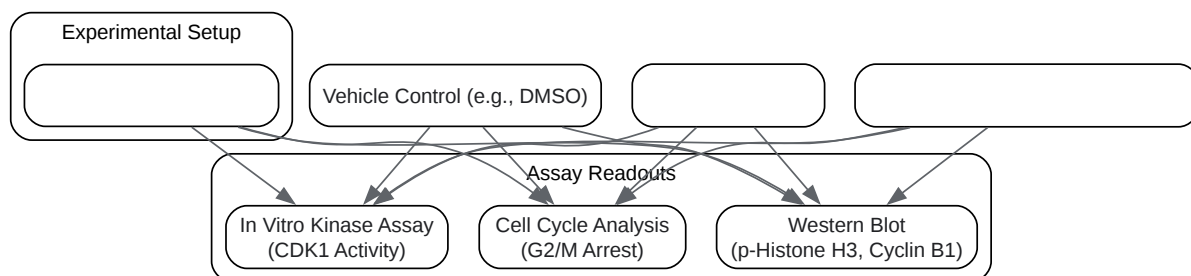 Experimental Setup
Vehicle Control (e.g., DMSO)
Assay Readouts
In Vitro Kinase Assay
(CDK1 Activity)
Cell Cycle Analysis
(G2/M Arrest)
Western Blot
(p-Histone H3, Cyclin B1)